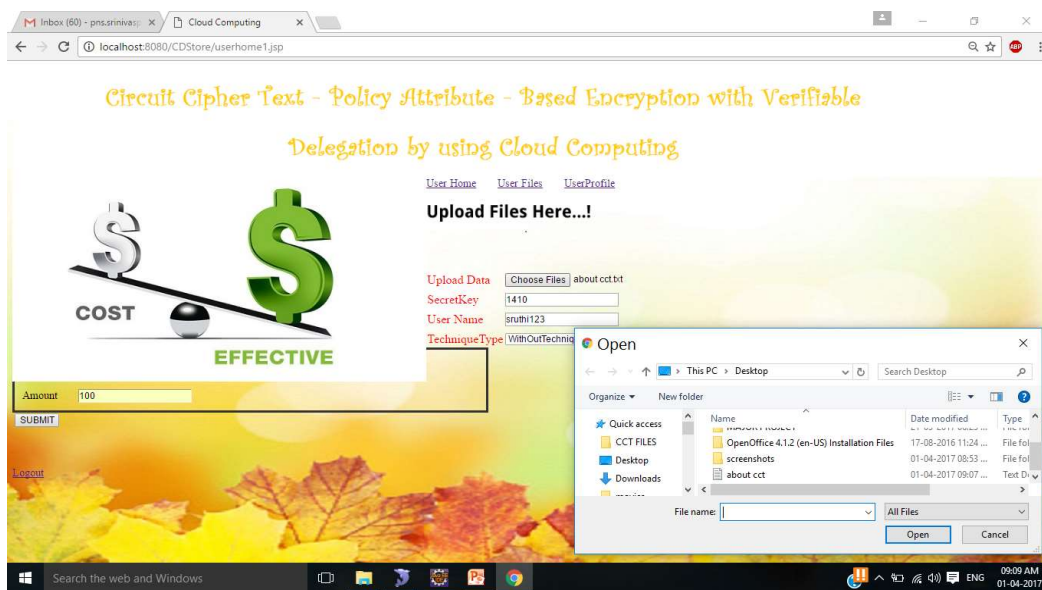 Inbox (60) - pns.srinivas
Cloud Computing
localhost:8080/CDStore/userhome1.jsp
ABP
Circuit Cipher Text - Policy Attribute - Based Encryption with Verifiable
Delegation by using Cloud Computing
COST
EFFECTIVE
User Home User Files UserProfile
Upload Files Here...!
Upload Data Choose Files about cct.txt
SecretKey 1410
User Name sruthi123
TechniqueType WithOutTechniq
Amount 100
SUBMIT
Logout
Open
This PC > Desktop
Search Desktop
Organize New folder
Quick access
CCT FILES
Desktop
Downloads
Name Date modified Type
MAJOR PROJECT
OpenOffice 4.1.2 (en-US) Installation Files 17-08-2016 11:24 ... File fol
screenshots 01-04-2017 08:53 ... File fol
about cct 01-04-2017 09:07 ... Text D
File name: All Files
Open Cancel
Search the web and Windows
ENG
09:09 AM
01-04-2017